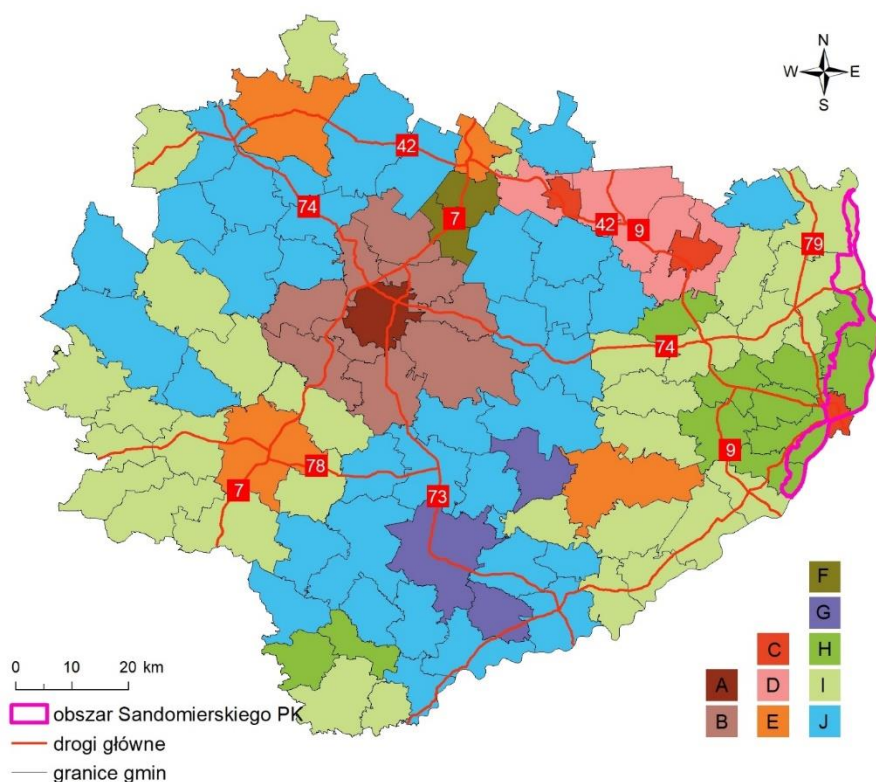 N
W E
S
42
74
7
42
9
79
74
78
7
73
9
F
G
C H
A D I
B E J
0 10 20 km
obszar Sandomierskiego PK
drogi główne
granice gmin